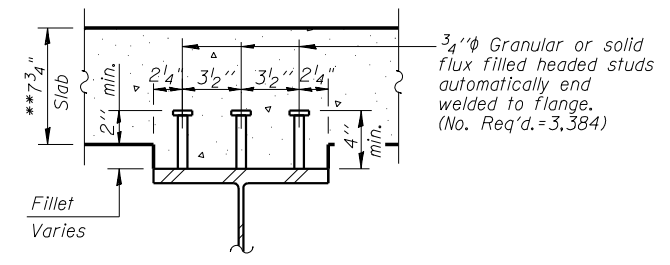 **7¾"
Slab
2" min.
2¼"
3½"
3½"
2¼"
4"
min.
¾"ϕ Granular or solid
flux filled headed studs
automatically end
welded to flange.
(No. Req'd.=3,384)
Fillet
Varies